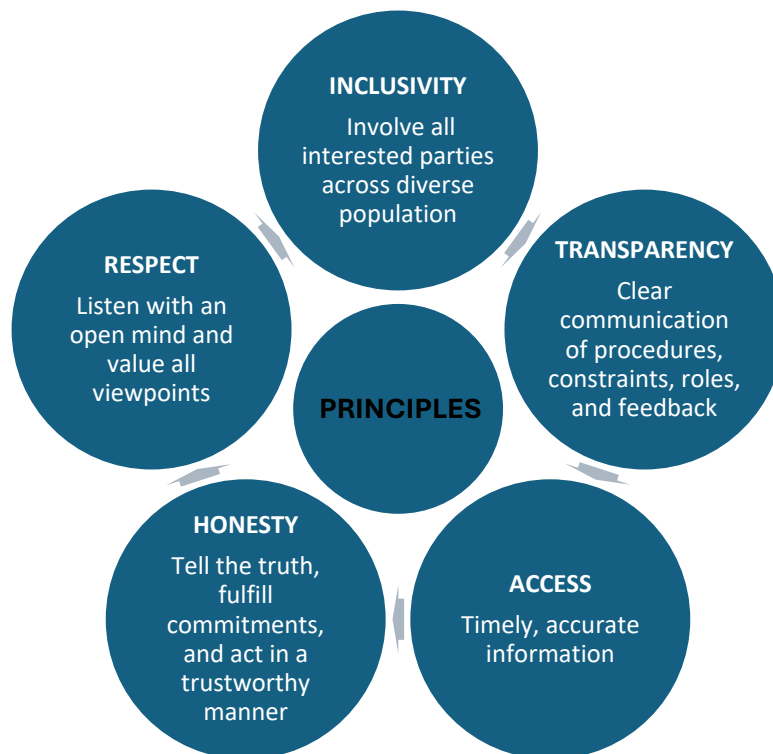 INCLUSIVITY
Involve all
interested parties
across diverse
population
TRANSPARENCY
Clear
communication
of procedures,
constraints, roles,
and feedback
ACCESS
Timely, accurate
information
HONESTY
Tell the truth,
fulfill
commitments,
and act in a
trustworthy
manner
RESPECT
Listen with an
open mind and
value all
viewpoints
PRINCIPLES